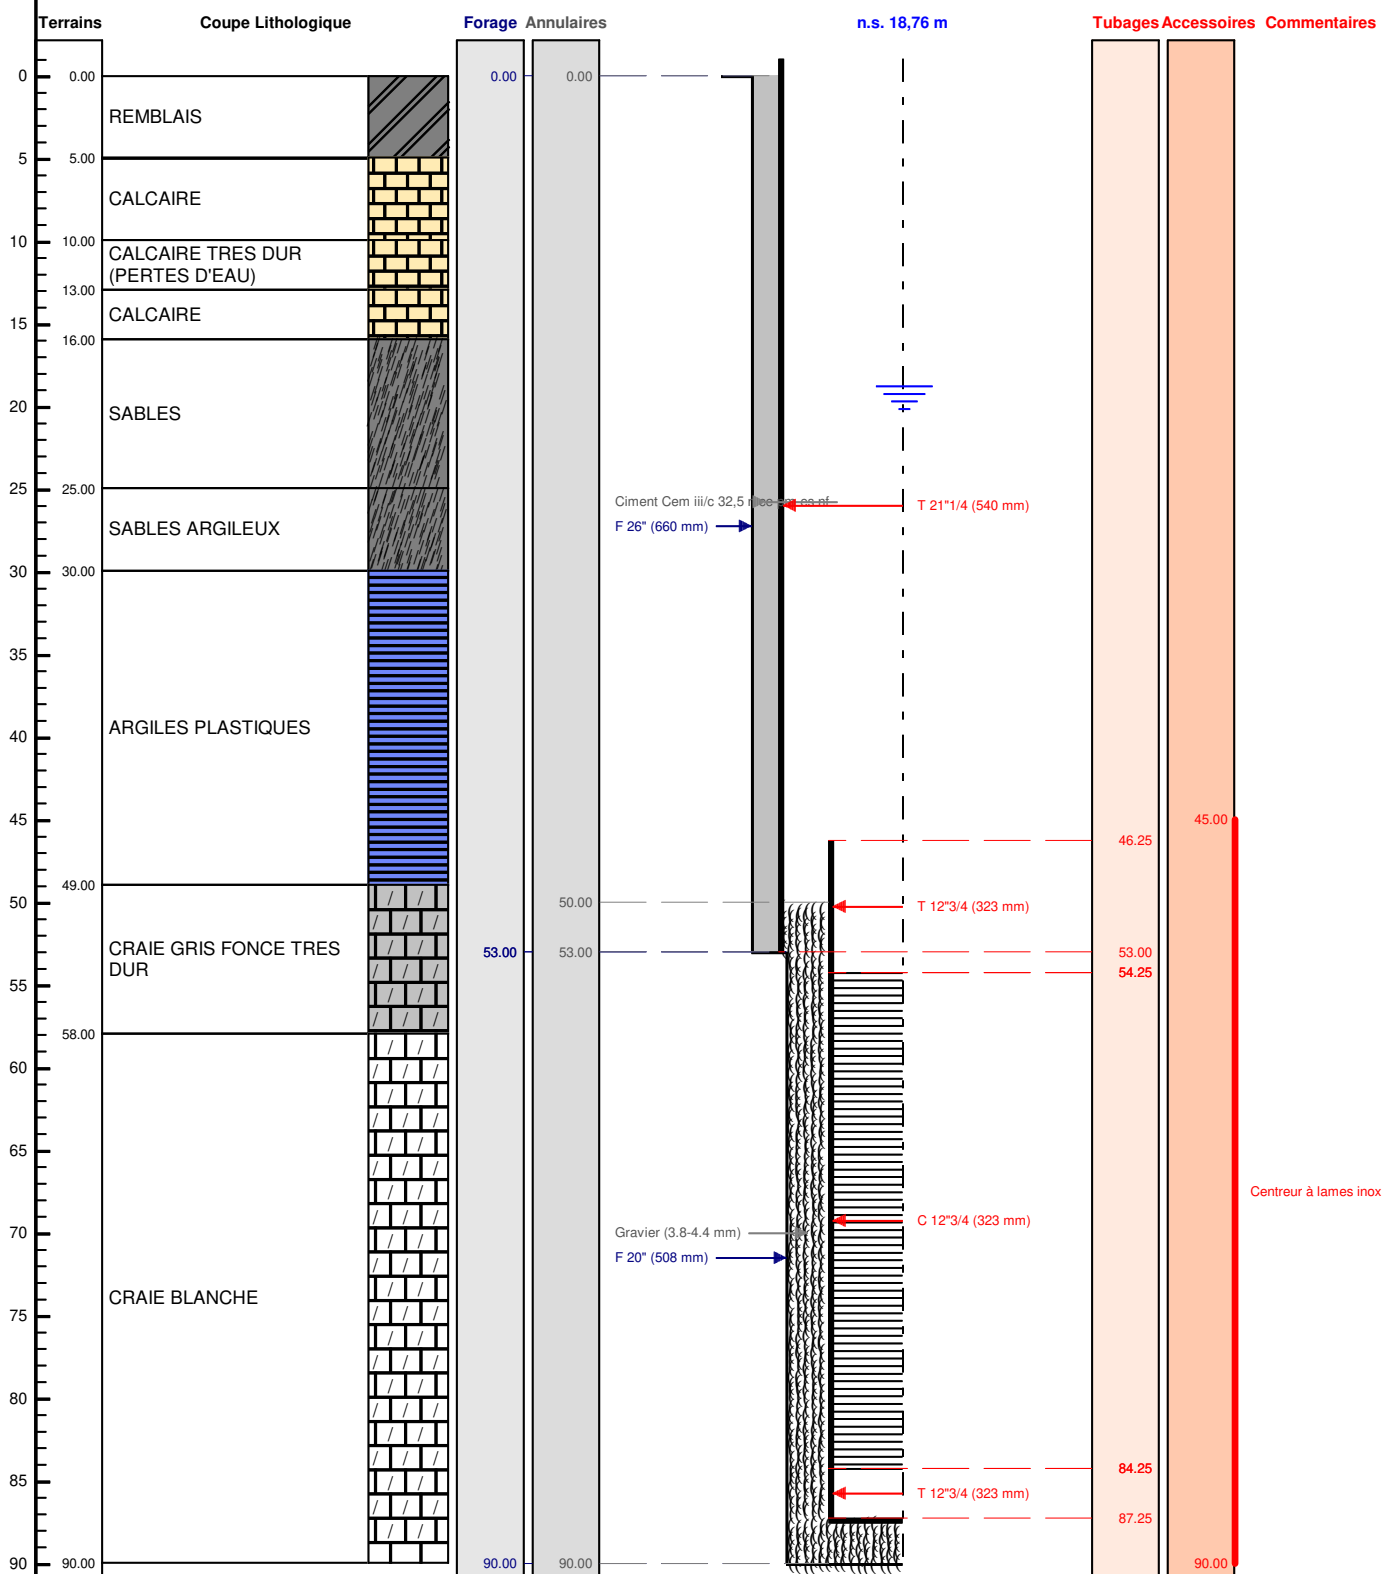 Terrains Coupe Lithologique Forage Annulaires n.s. 18,76 m Tubages Accessoires Commentaires
0 0.00 0.00 0.00
REMBLAIS
5 5.00
CALCAIRE
10 10.00
CALCAIRE TRES DUR
(PERTES D'EAU)
13.00
CALCAIRE
15
16.00
SABLES
20
25 25.00
Ciment Cem iii/c 32,5
T 21"1/4 (540 mm)
F 26" (660 mm)
SABLES ARGILEUX
30 30.00
35
ARGILES PLASTIQUES
40
45 45.00
46.25
49.00
50 50.00
T 12"3/4 (323 mm)
CRAIE GRIS FONCE TRES
DUR
53.00 53.00 53.00
54.25
55
58.00
60
65
Centreur à lames inox
C 12"3/4 (323 mm)
70
Gravier (3.8-4.4 mm)
F 20" (508 mm)
CRAIE BLANCHE
75
80
84.25
85
T 12"3/4 (323 mm)
87.25
90 90.00 90.00 90.00 90.00